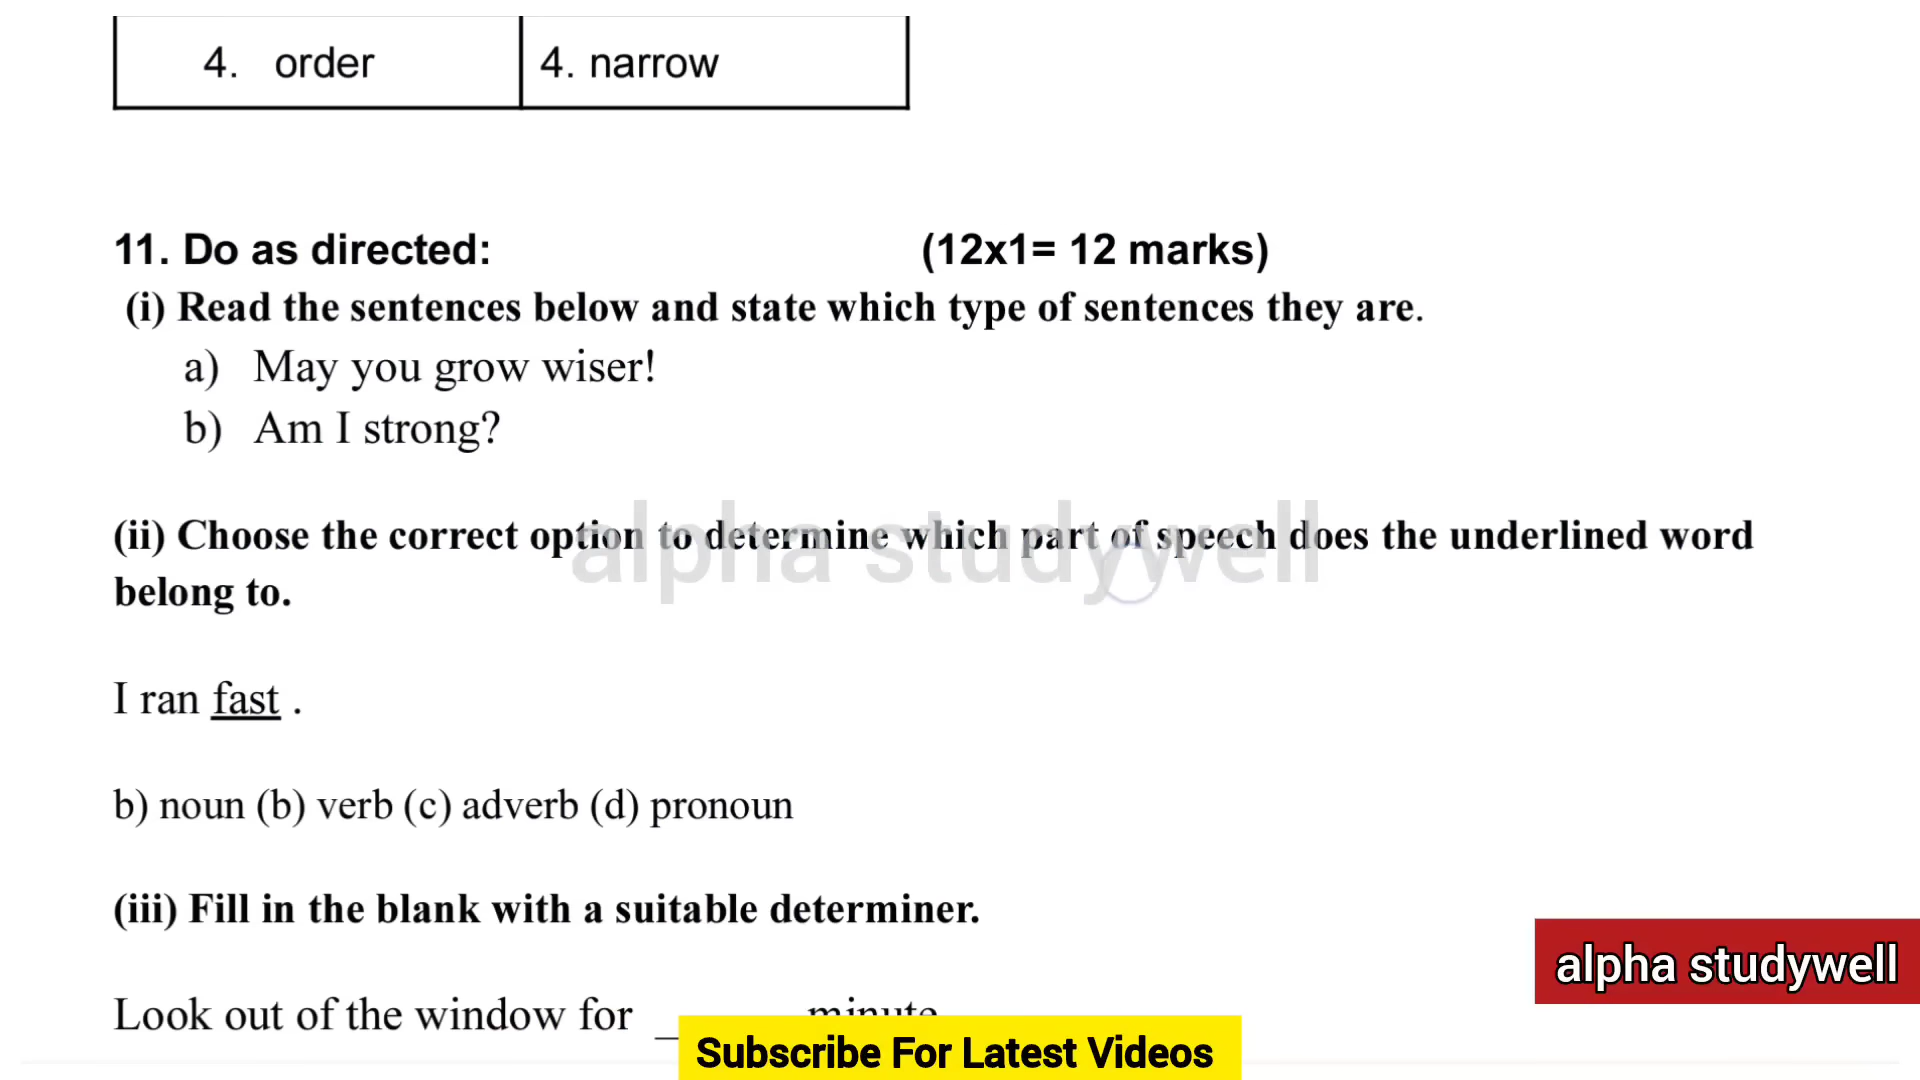 4. order 4. narrow
11. Do as directed: (12x1= 12 marks)
(i) Read the sentences below and state which type of sentences they are.
a) May you grow wiser!
b) Am I strong?
(ii) Choose the correct option to determine which part of speech does the underlined word
belong to.
alpha studywell
I ran fast .
b) noun (b) verb (c) adverb (d) pronoun
(iii) Fill in the blank with a suitable determiner.
alpha studywell
Look out of the window for _ minute
Subscribe For Latest Videos